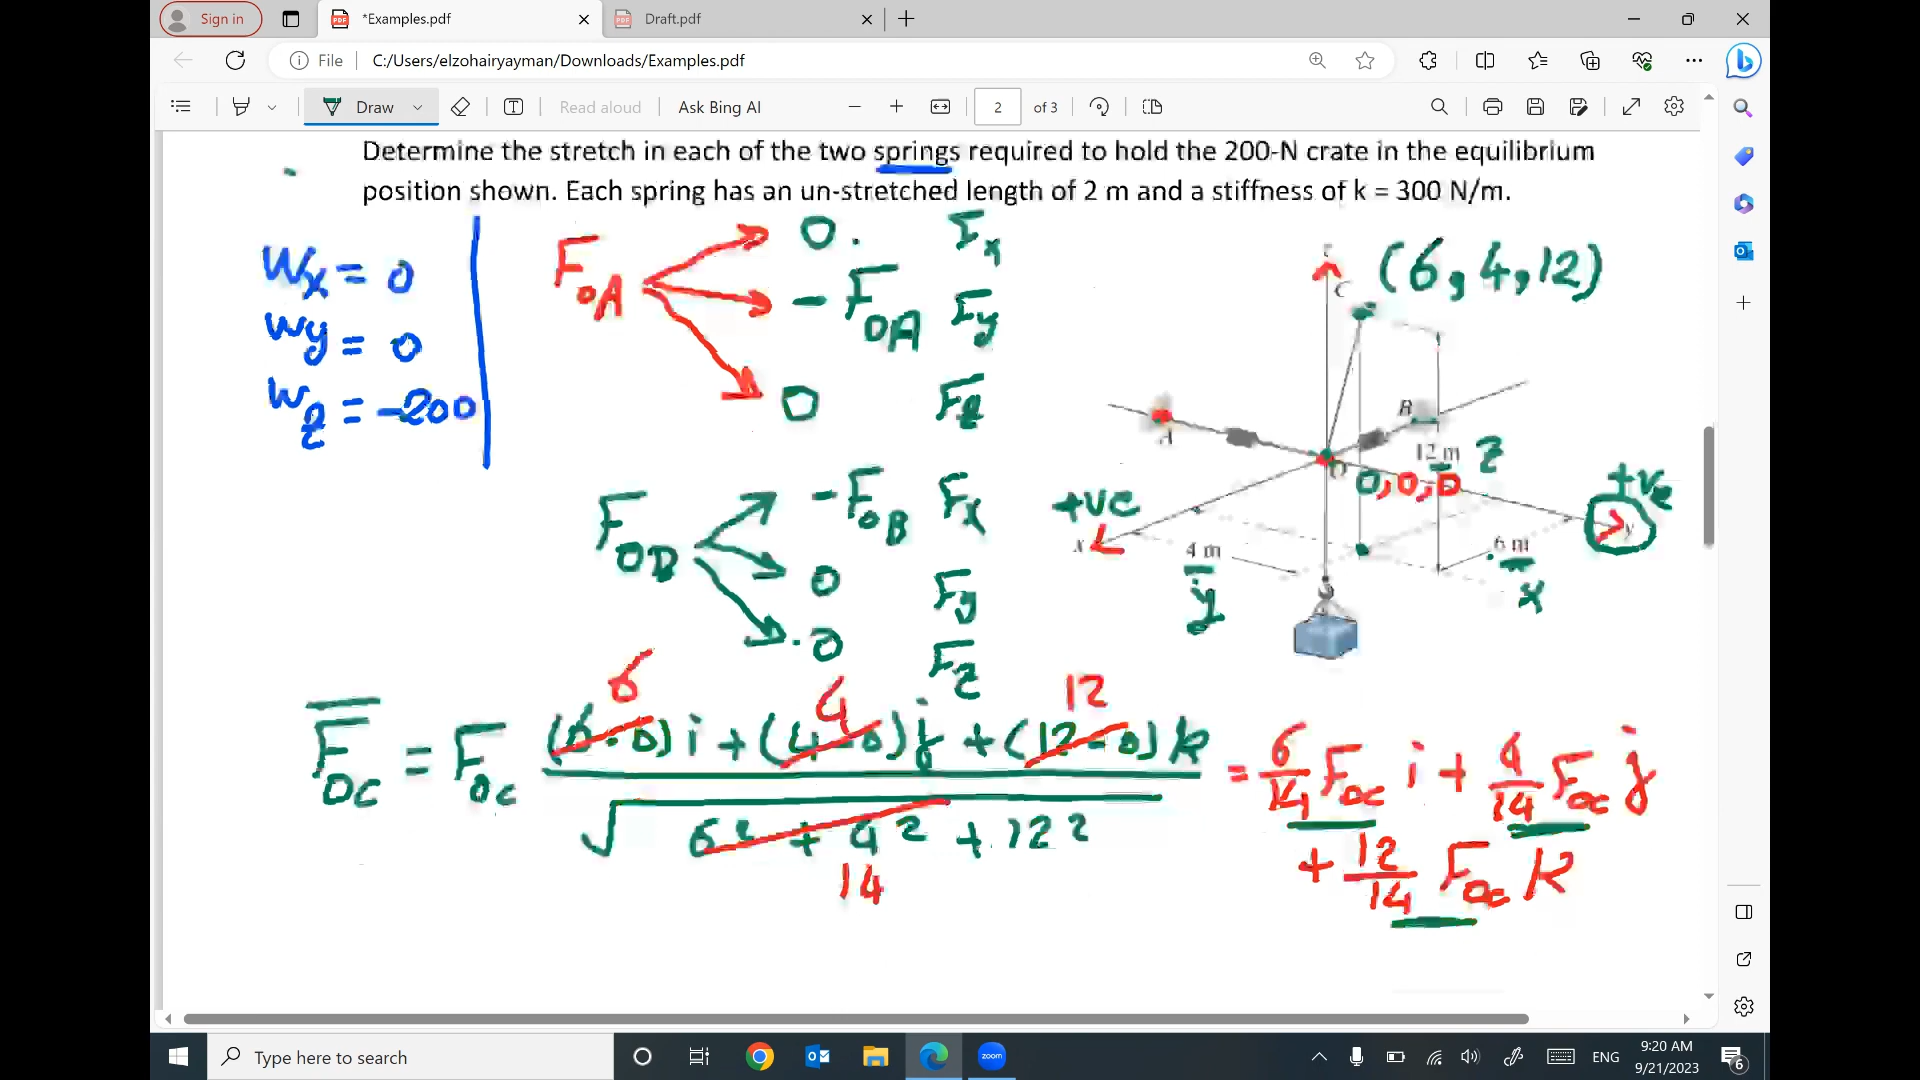 Sign in
*Examples.pdf
Draft.pdf
File
C:/Users/elzohairyayman/Downloads/Examples.pdf
Draw
Read aloud
Ask Bing AI
2 of 3
Determine the stretch in each of the two springs required to hold the 200-N crate in the equilibrium
position shown. Each spring has an un-stretched length of 2 m and a stiffness of k = 300 N/m.
Wx = 0
Wy = 0
Wz = -200
FOA
0. Fx
- FOA Fy
0 Fz
FOB
- FOB Fx
0 Fy
0 Fz
(6, 4, 12)
C
A
B
12 m z
0,0,0
+ve
+ve
x
y
4 m
y
6 m
x
6 4 12
FOC = FOC (6-0)i + (4-0)j + (12-0)k
√ 6² + 4² + 12²
14
= 6/14 FOC i + 4/14 FOC j
+ 12/14 FOC k
Type here to search
zoom
ENG
9:20 AM
9/21/2023
6